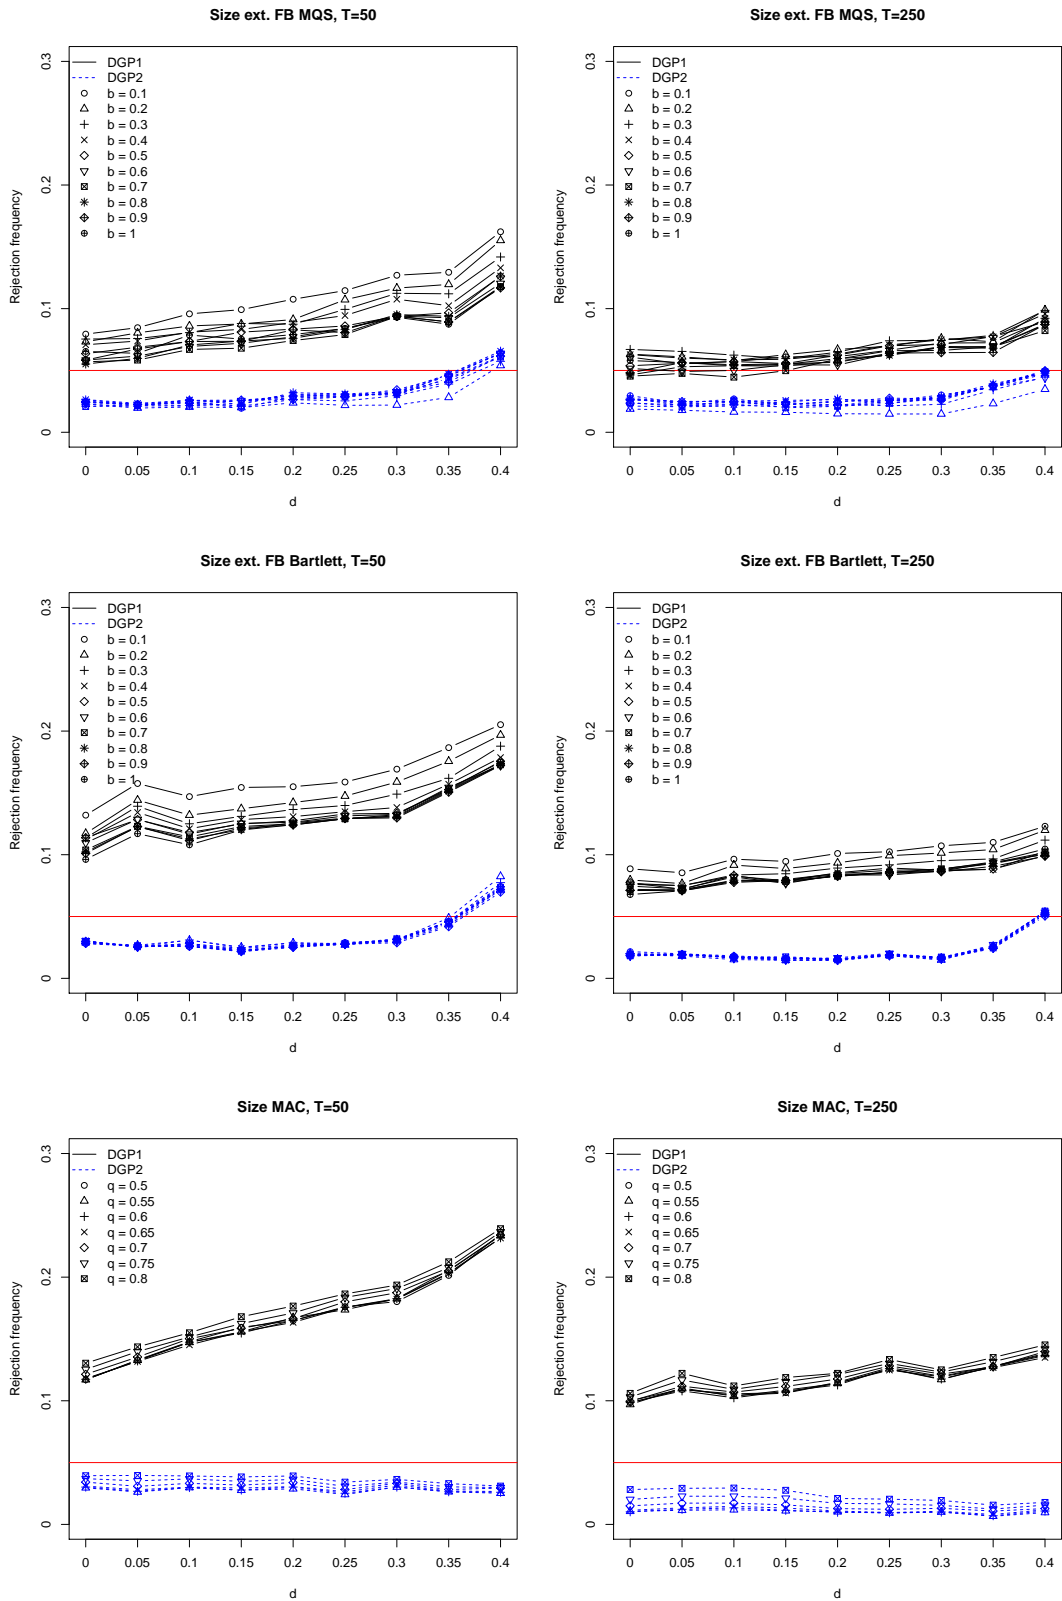 Size ext. FB MQS, T=50
Rejection frequency
0.3
0.2
0.1
0
DGP1
DGP2
b = 0.1
b = 0.2
b = 0.3
b = 0.4
b = 0.5
b = 0.6
b = 0.7
b = 0.8
b = 0.9
b = 1
0 0.05 0.1 0.15 0.2 0.25 0.3 0.35 0.4
d
Size ext. FB MQS, T=250
Rejection frequency
0.3
0.2
0.1
0
DGP1
DGP2
b = 0.1
b = 0.2
b = 0.3
b = 0.4
b = 0.5
b = 0.6
b = 0.7
b = 0.8
b = 0.9
b = 1
0 0.05 0.1 0.15 0.2 0.25 0.3 0.35 0.4
d
Size ext. FB Bartlett, T=50
Rejection frequency
0.3
0.2
0.1
0
DGP1
DGP2
b = 0.1
b = 0.2
b = 0.3
b = 0.4
b = 0.5
b = 0.6
b = 0.7
b = 0.8
b = 0.9
b = 1
0 0.05 0.1 0.15 0.2 0.25 0.3 0.35 0.4
d
Size ext. FB Bartlett, T=250
Rejection frequency
0.3
0.2
0.1
0
DGP1
DGP2
b = 0.1
b = 0.2
b = 0.3
b = 0.4
b = 0.5
b = 0.6
b = 0.7
b = 0.8
b = 0.9
b = 1
0 0.05 0.1 0.15 0.2 0.25 0.3 0.35 0.4
d
Size MAC, T=50
Rejection frequency
0.3
0.2
0.1
0
DGP1
DGP2
q = 0.5
q = 0.55
q = 0.6
q = 0.65
q = 0.7
q = 0.75
q = 0.8
0 0.05 0.1 0.15 0.2 0.25 0.3 0.35 0.4
d
Size MAC, T=250
Rejection frequency
0.3
0.2
0.1
0
DGP1
DGP2
q = 0.5
q = 0.55
q = 0.6
q = 0.65
q = 0.7
q = 0.75
q = 0.8
0 0.05 0.1 0.15 0.2 0.25 0.3 0.35 0.4
d